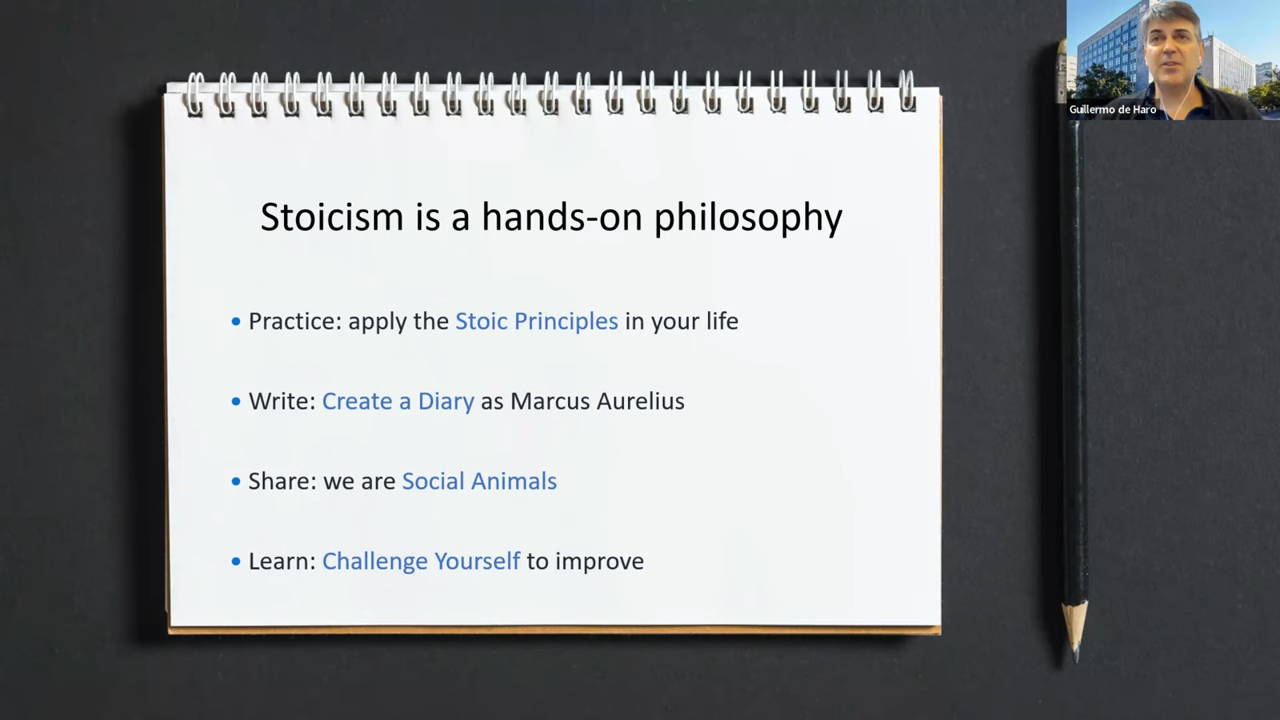 Guillermo de Haro
Stoicism is a hands-on philosophy
• Practice: apply the Stoic Principles in your life
• Write: Create a Diary as Marcus Aurelius
• Share: we are Social Animals
• Learn: Challenge Yourself to improve